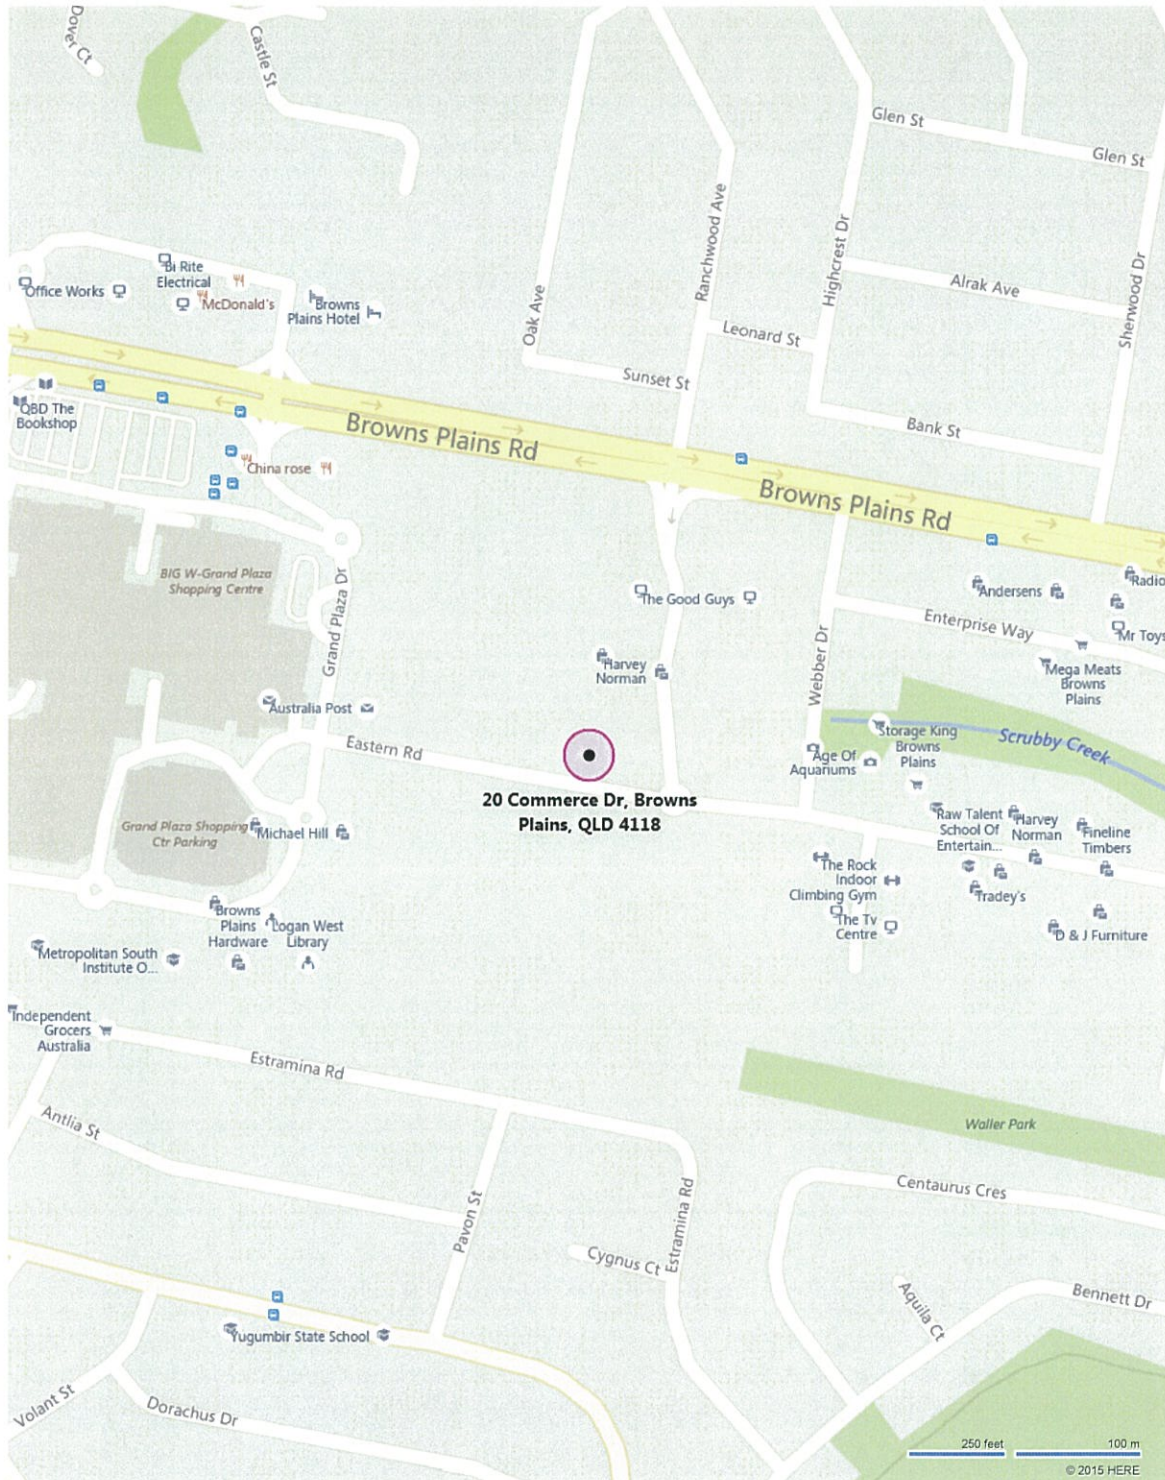 Dover Ct
Castle St
Glen St
Glen St
Ranchwood Ave
Highcrest Dr
Alrak Ave
Sherwood Dr
Bi Rite
Electrical
Office Works
McDonald's
Browns
Plains Hotel
Oak Ave
Leonard St
Sunset St
QBD The
Bookshop
Browns Plains Rd
Bank St
China rose
Browns Plains Rd
BIG W-Grand Plaza
Shopping Centre
Grand Plaza Dr
The Good Guys
Andersens
Radio
Enterprise Way
Mr Toys
Harvey
Norman
Webber Dr
Mega Meats
Browns
Plains
Australia Post
Eastern Rd
Storage King
Browns
Plains
Scrubby Creek
Age Of
Aquariums
20 Commerce Dr, Browns
Plains, QLD 4118
Grand Plaza Shopping
Ctr Parking
Michael Hill
Raw Talent
School Of
Entertain...
Harvey
Norman
Fineline
Timbers
The Rock
Indoor
Climbing Gym
Tradey's
The Tv
Centre
D & J Furniture
Browns
Plains
Hardware
Logan West
Library
Metropolitan South
Institute O...
Independent
Grocers
Australia
Estramina Rd
Antlia St
Waller Park
Pavon St
Estramina Rd
Centaurus Cres
Cygnus Ct
Aquila Ct
Bennett Dr
Yugumbir State School
Volant St
Dorachus Dr
250 feet
100 m
© 2015 HERE